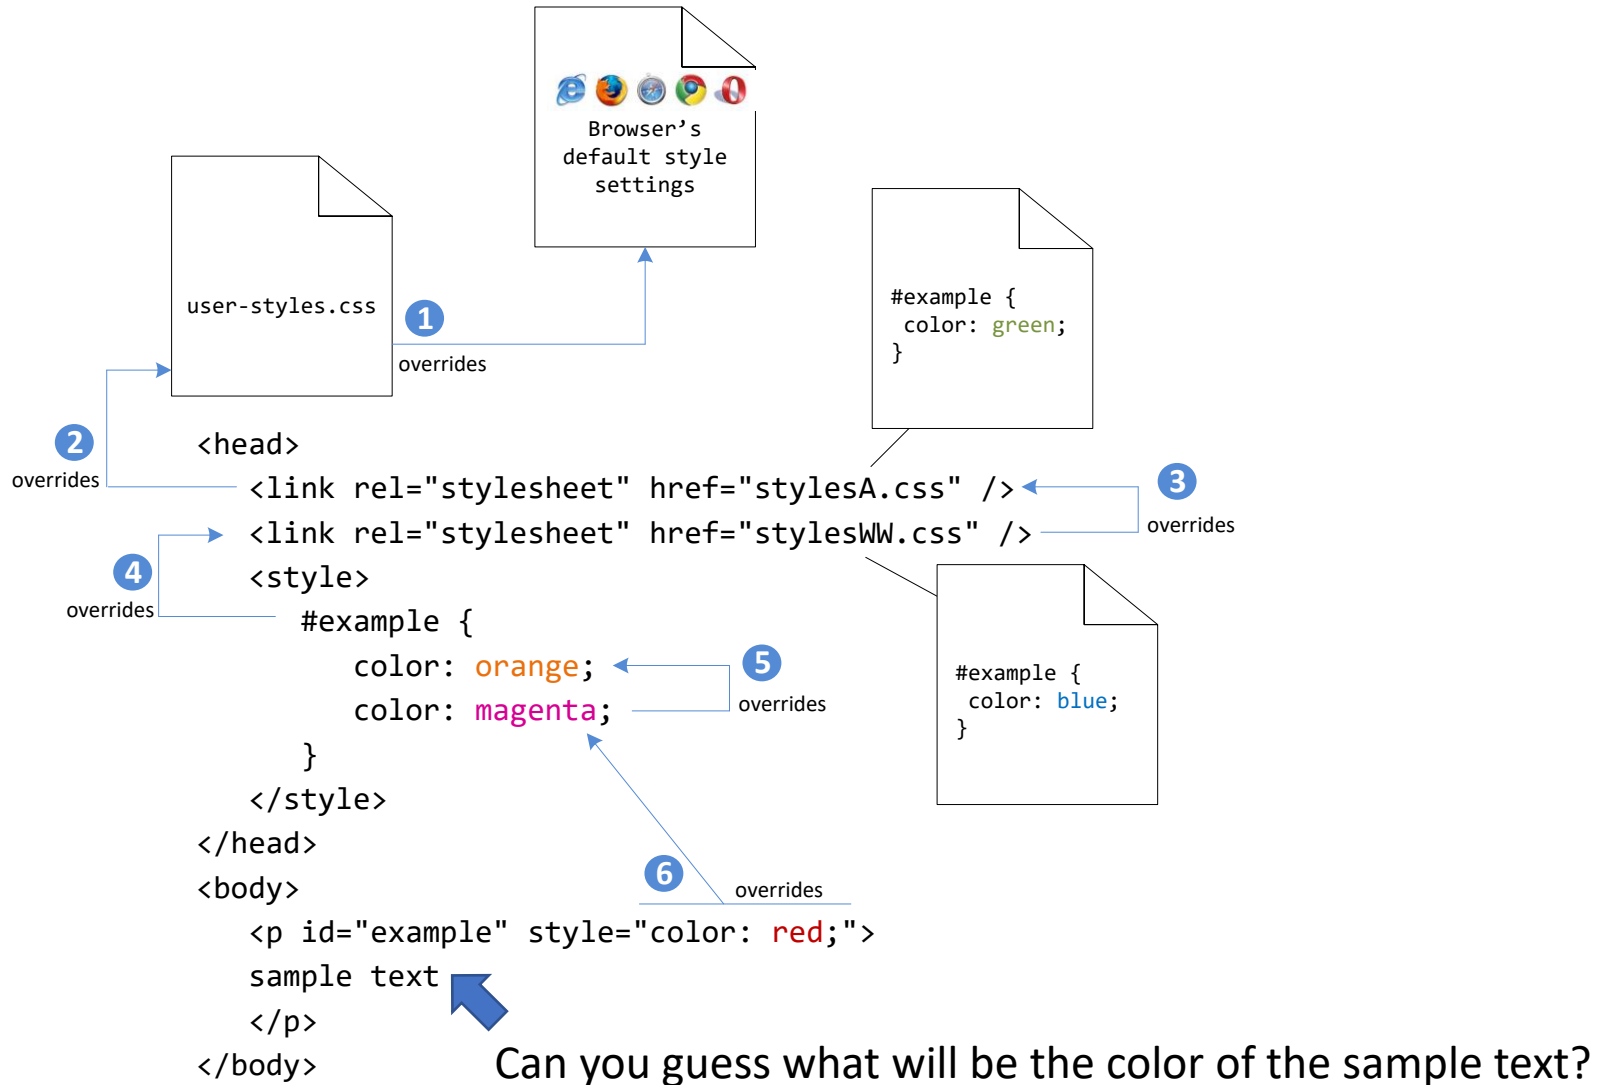 Browser’s
default style
settings
user-styles.css
1
overrides
#example {
color: green;
}
2
overrides
<head>
<link rel="stylesheet" href="stylesA.css" />
3
overrides
<link rel="stylesheet" href="stylesWW.css" />
4
overrides
<style>
#example {
color: orange;
5
overrides
color: magenta;
}
</style>
#example {
color: blue;
}
</head>
6
overrides
<body>
<p id="example" style="color: red;">
sample text
</p>
</body>
Can you guess what will be the color of the sample text?